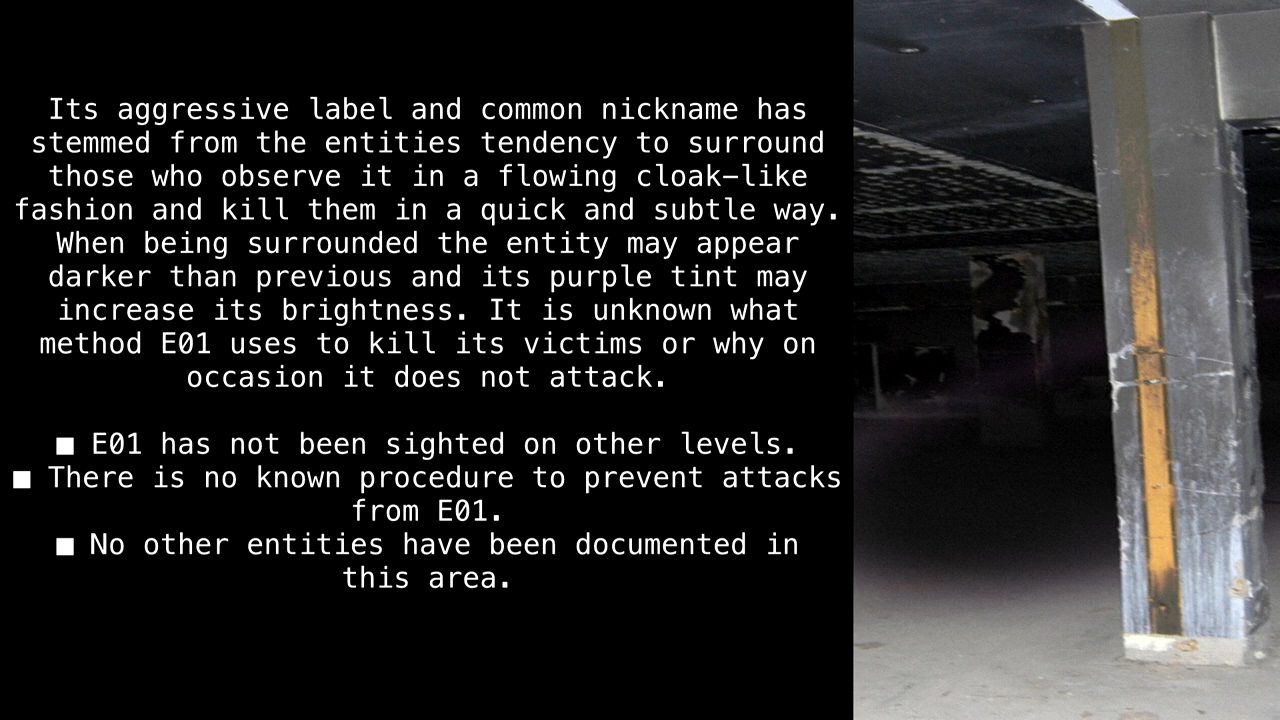 Its aggressive label and common nickname has
stemmed from the entities tendency to surround
those who observe it in a flowing cloak-like
fashion and kill them in a quick and subtle way.
When being surrounded the entity may appear
darker than previous and its purple tint may
increase its brightness. It is unknown what
method E01 uses to kill its victims or why on
occasion it does not attack.
■ E01 has not been sighted on other levels.
■ There is no known procedure to prevent attacks
from E01.
■ No other entities have been documented in
this area.